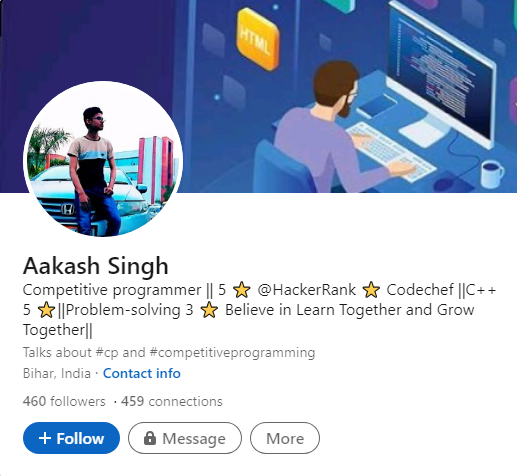 HTML
Aakash Singh
Competitive programmer || 5 ⭐ @HackerRank ⭐ Codechef ||C++
5 ⭐||Problem-solving 3 ⭐ Believe in Learn Together and Grow
Together||
Talks about #cp and #competitiveprogramming
Bihar, India · Contact info
460 followers · 459 connections
+ Follow
Message
More